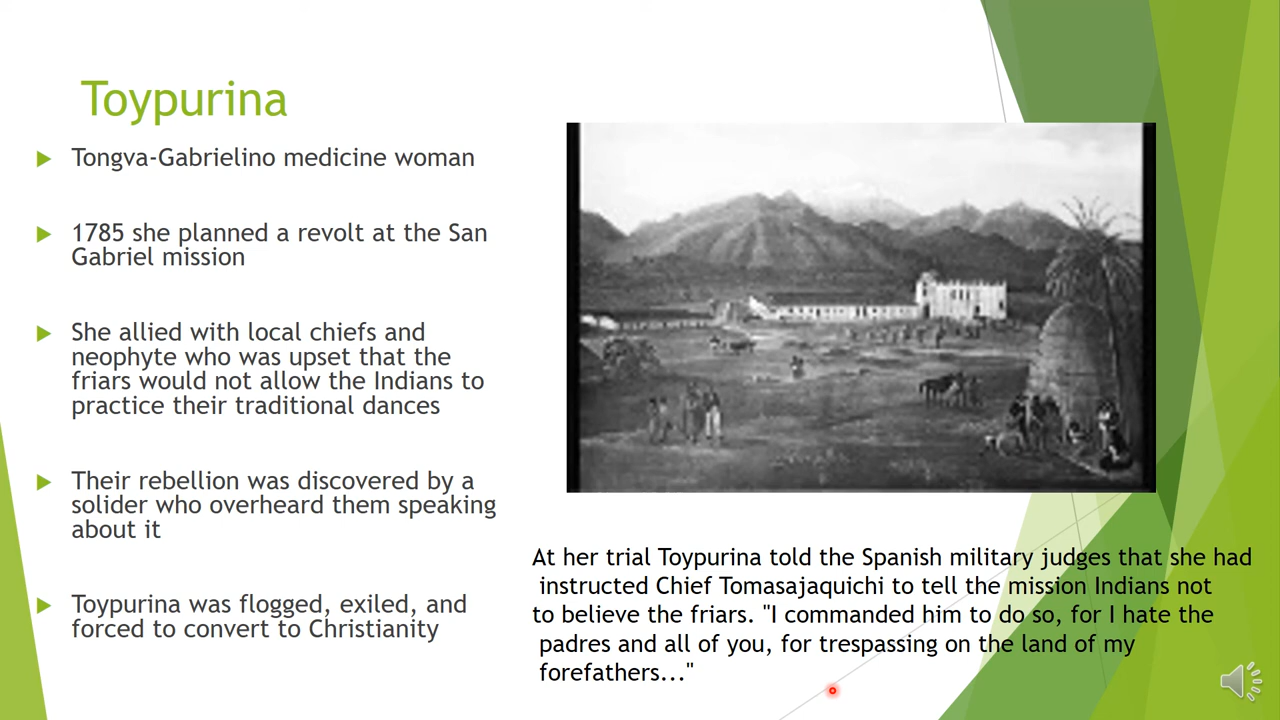 Toypurina
Tongva-Gabrielino medicine woman
1785 she planned a revolt at the San
Gabriel mission
She allied with local chiefs and
neophyte who was upset that the
friars would not allow the Indians to
practice their traditional dances
Their rebellion was discovered by a
solider who overheard them speaking
about it
Toypurina was flogged, exiled, and
forced to convert to Christianity
At her trial Toypurina told the Spanish military judges that she had
instructed Chief Tomasajaquichi to tell the mission Indians not
to believe the friars. "I commanded him to do so, for I hate the
padres and all of you, for trespassing on the land of my
forefathers..."